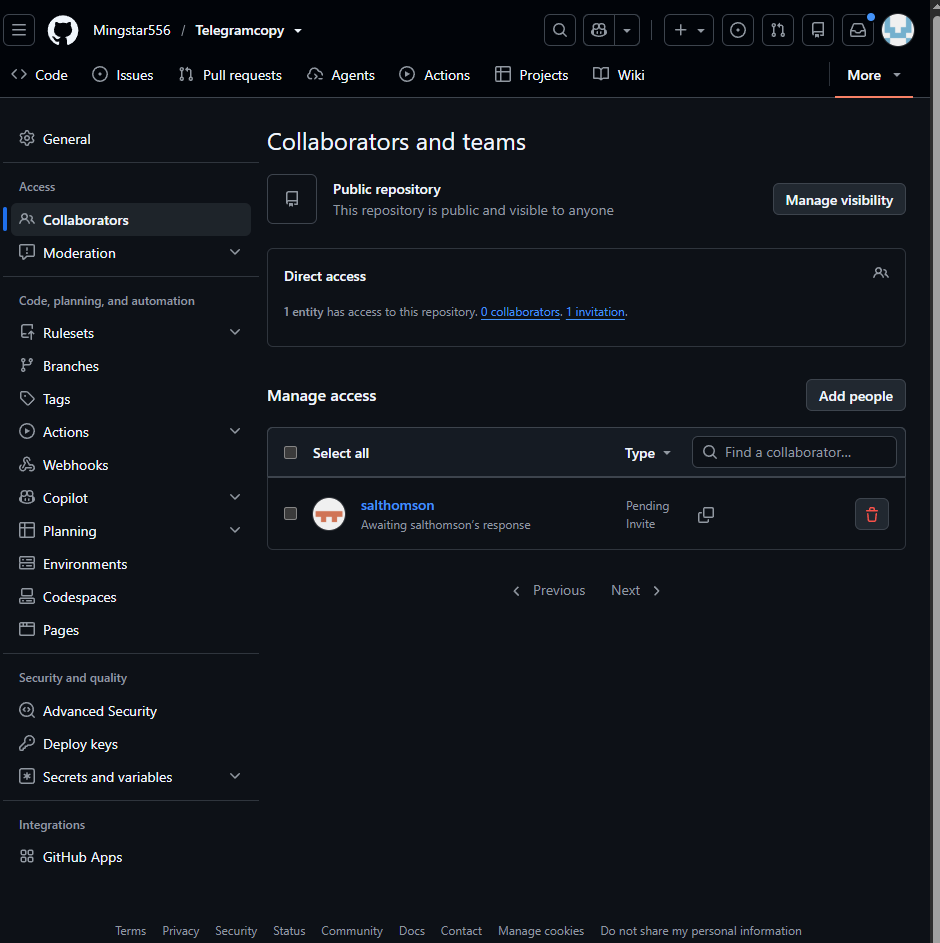 Mingstar556 / Telegramcopy
Code Issues Pull requests Agents Actions Projects Wiki More
General
Access
Collaborators
Moderation
Code, planning, and automation
Rulesets
Branches
Tags
Actions
Webhooks
Copilot
Planning
Environments
Codespaces
Pages
Security and quality
Advanced Security
Deploy keys
Secrets and variables
Integrations
GitHub Apps
Collaborators and teams
Public repository
This repository is public and visible to anyone
Manage visibility
Direct access
1 entity has access to this repository. 0 collaborators. 1 invitation.
Manage access
Add people
Select all Type Find a collaborator...
salthomson
Awaiting salthomson's response
Pending
Invite
Previous Next
Terms Privacy Security Status Community Docs Contact Manage cookies Do not share my personal information